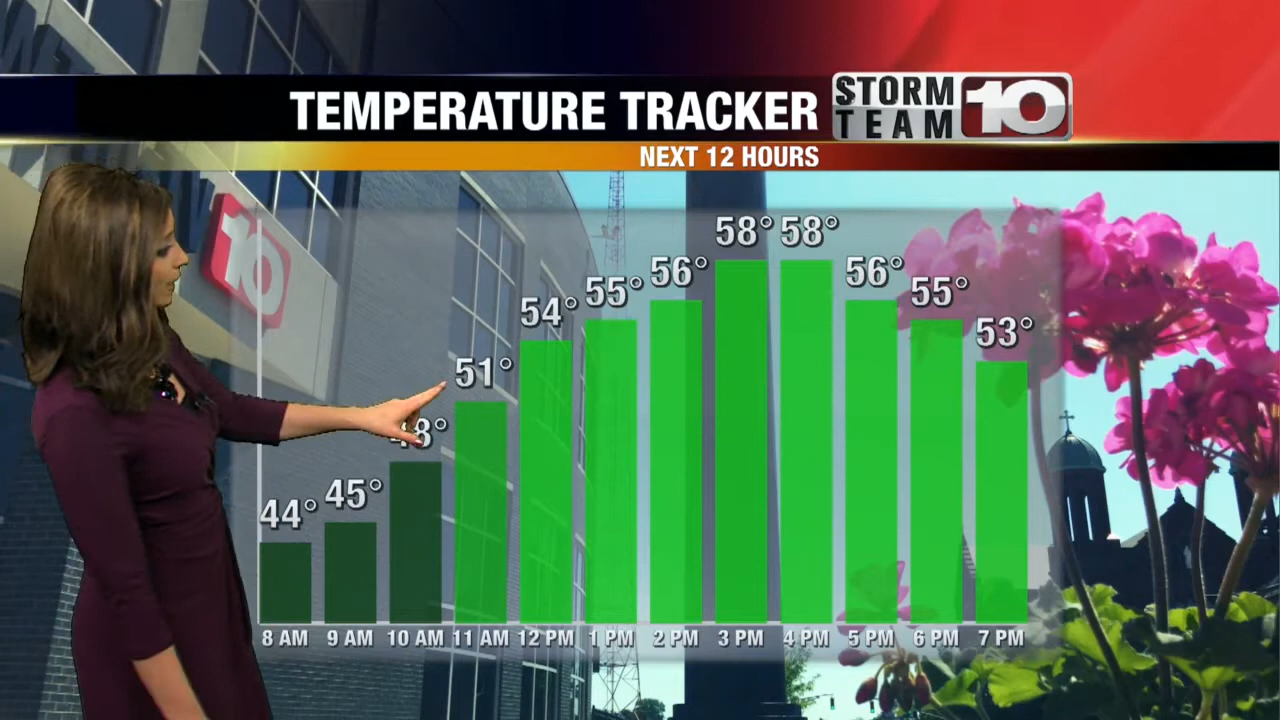 TEMPERATURE TRACKER
STORM
TEAM
10
NEXT 12 HOURS
10
58° 58°
56° 56°
55° 55°
54°
53°
51°
45°
44°
8 AM 9 AM 10 AM 11 AM 12 PM 1 PM 2 PM 3 PM 4 PM 5 PM 6 PM 7 PM